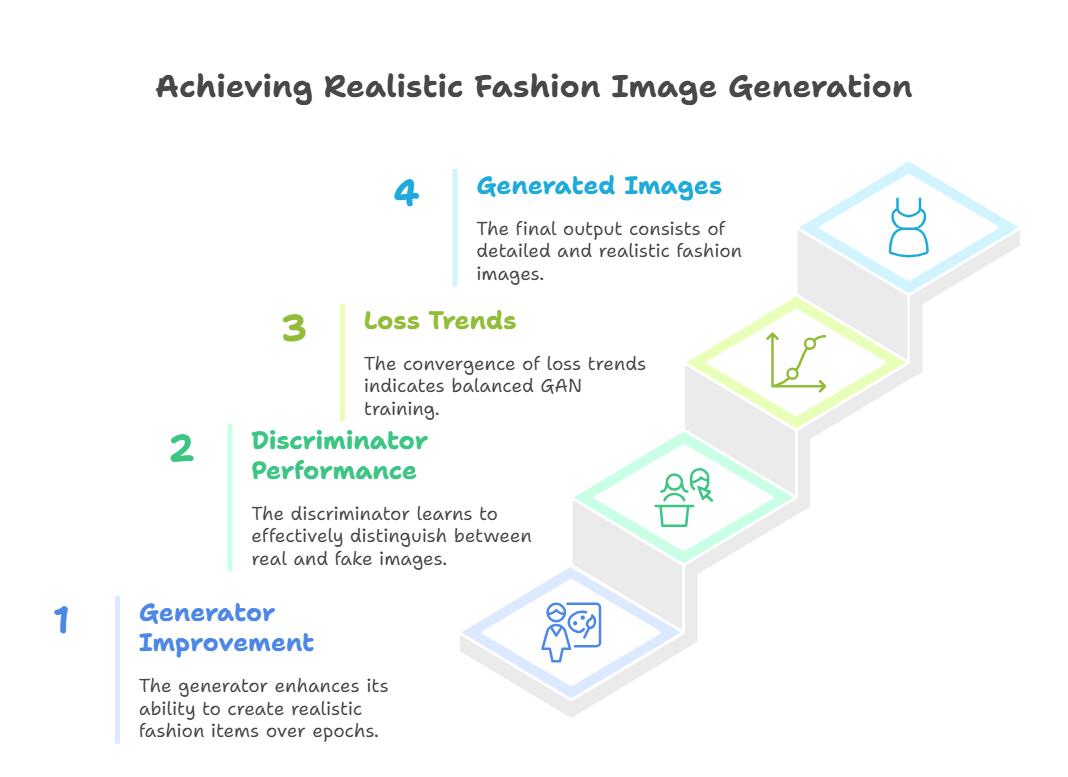 Achieving Realistic Fashion Image Generation
4
Generated Images
The final output consists of
detailed and realistic fashion
images.
3
Loss Trends
The convergence of loss trends
indicates balanced GAN
training.
2
Discriminator
Performance
The discriminator learns to
effectively distinguish between
real and fake images.
1
Generator
Improvement
The generator enhances its
ability to create realistic
fashion items over epochs.